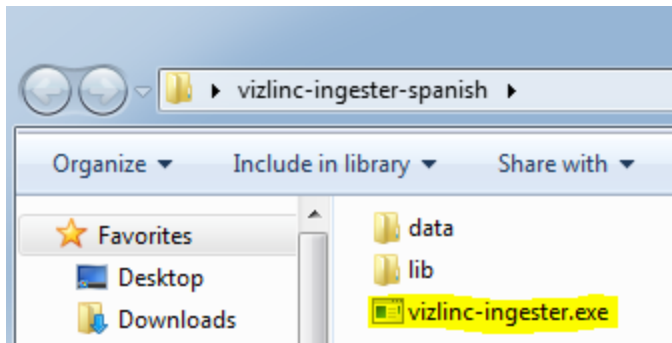 vizlinc-ingester-spanish
Organize Include in library Share with
Favorites
Desktop
Downloads
data
lib
vizlinc-ingester.exe